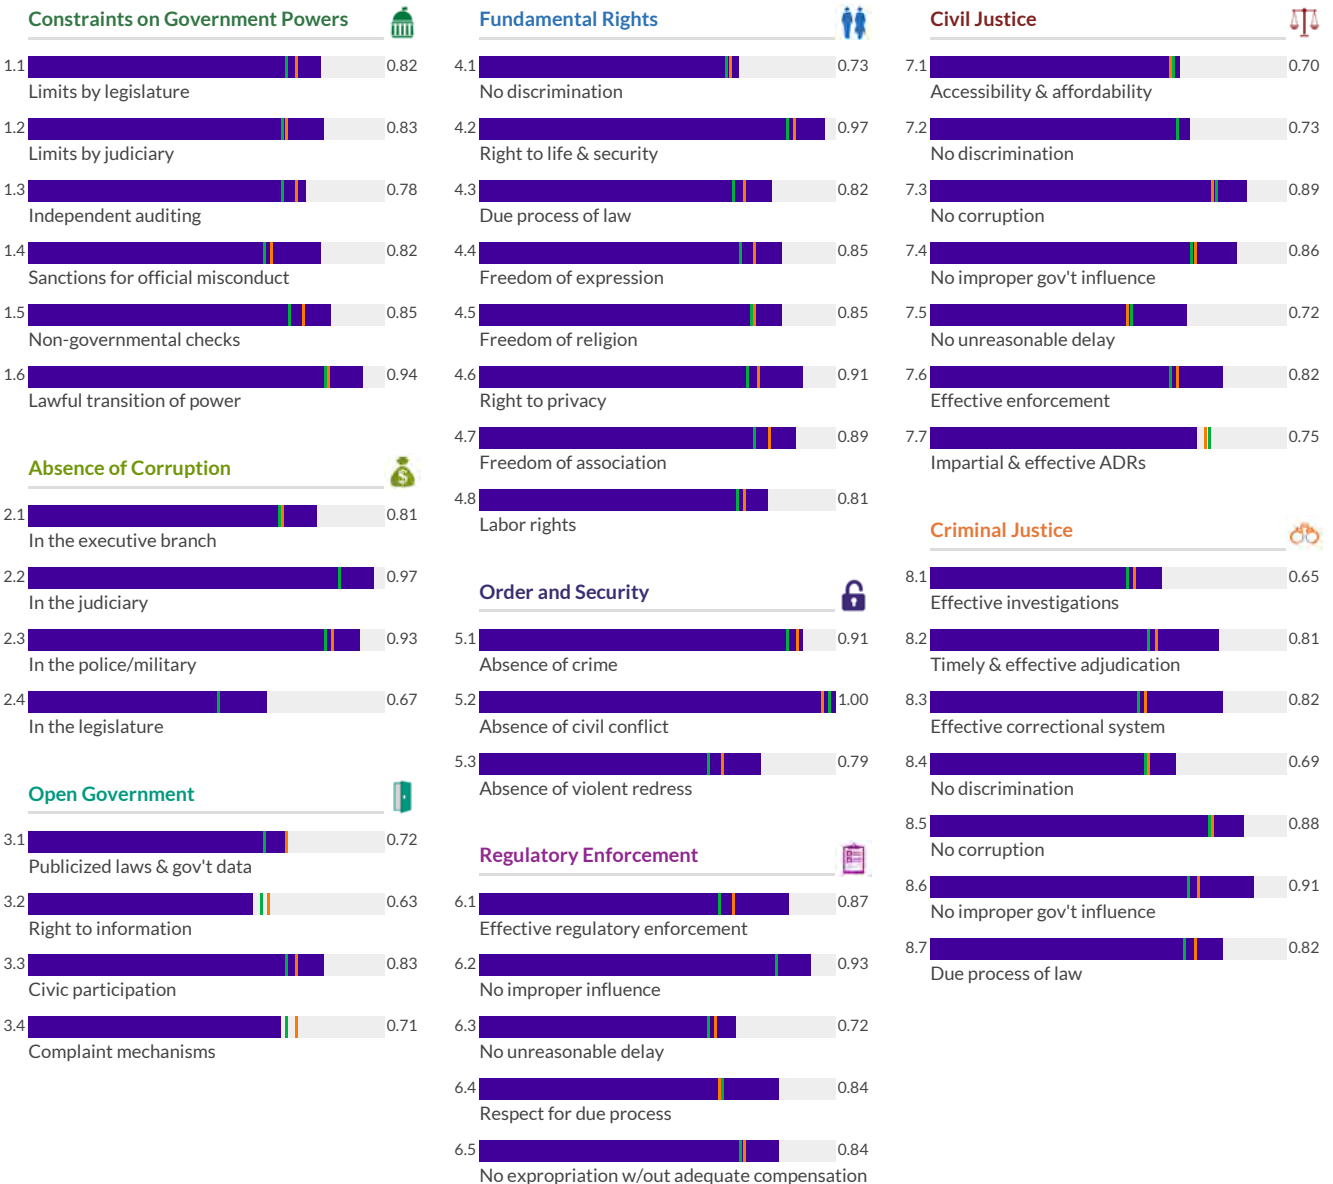 Constraints on Government Powers
1.1 0.82
Limits by legislature
1.2 0.83
Limits by judiciary
1.3 0.78
Independent auditing
1.4 0.82
Sanctions for official misconduct
1.5 0.85
Non-governmental checks
1.6 0.94
Lawful transition of power
Absence of Corruption
2.1 0.81
In the executive branch
2.2 0.97
In the judiciary
2.3 0.93
In the police/military
2.4 0.67
In the legislature
Open Government
3.1 0.72
Publicized laws & gov't data
3.2 0.63
Right to information
3.3 0.83
Civic participation
3.4 0.71
Complaint mechanisms
Fundamental Rights
4.1 0.73
No discrimination
4.2 0.97
Right to life & security
4.3 0.82
Due process of law
4.4 0.85
Freedom of expression
4.5 0.85
Freedom of religion
4.6 0.91
Right to privacy
4.7 0.89
Freedom of association
4.8 0.81
Labor rights
Order and Security
5.1 0.91
Absence of crime
5.2 1.00
Absence of civil conflict
5.3 0.79
Absence of violent redress
Regulatory Enforcement
6.1 0.87
Effective regulatory enforcement
6.2 0.93
No improper influence
6.3 0.72
No unreasonable delay
6.4 0.84
Respect for due process
6.5 0.84
No expropriation w/out adequate compensation
Civil Justice
7.1 0.70
Accessibility & affordability
7.2 0.73
No discrimination
7.3 0.89
No corruption
7.4 0.86
No improper gov't influence
7.5 0.72
No unreasonable delay
7.6 0.82
Effective enforcement
7.7 0.75
Impartial & effective ADRs
Criminal Justice
8.1 0.65
Effective investigations
8.2 0.81
Timely & effective adjudication
8.3 0.82
Effective correctional system
8.4 0.69
No discrimination
8.5 0.88
No corruption
8.6 0.91
No improper gov't influence
8.7 0.82
Due process of law